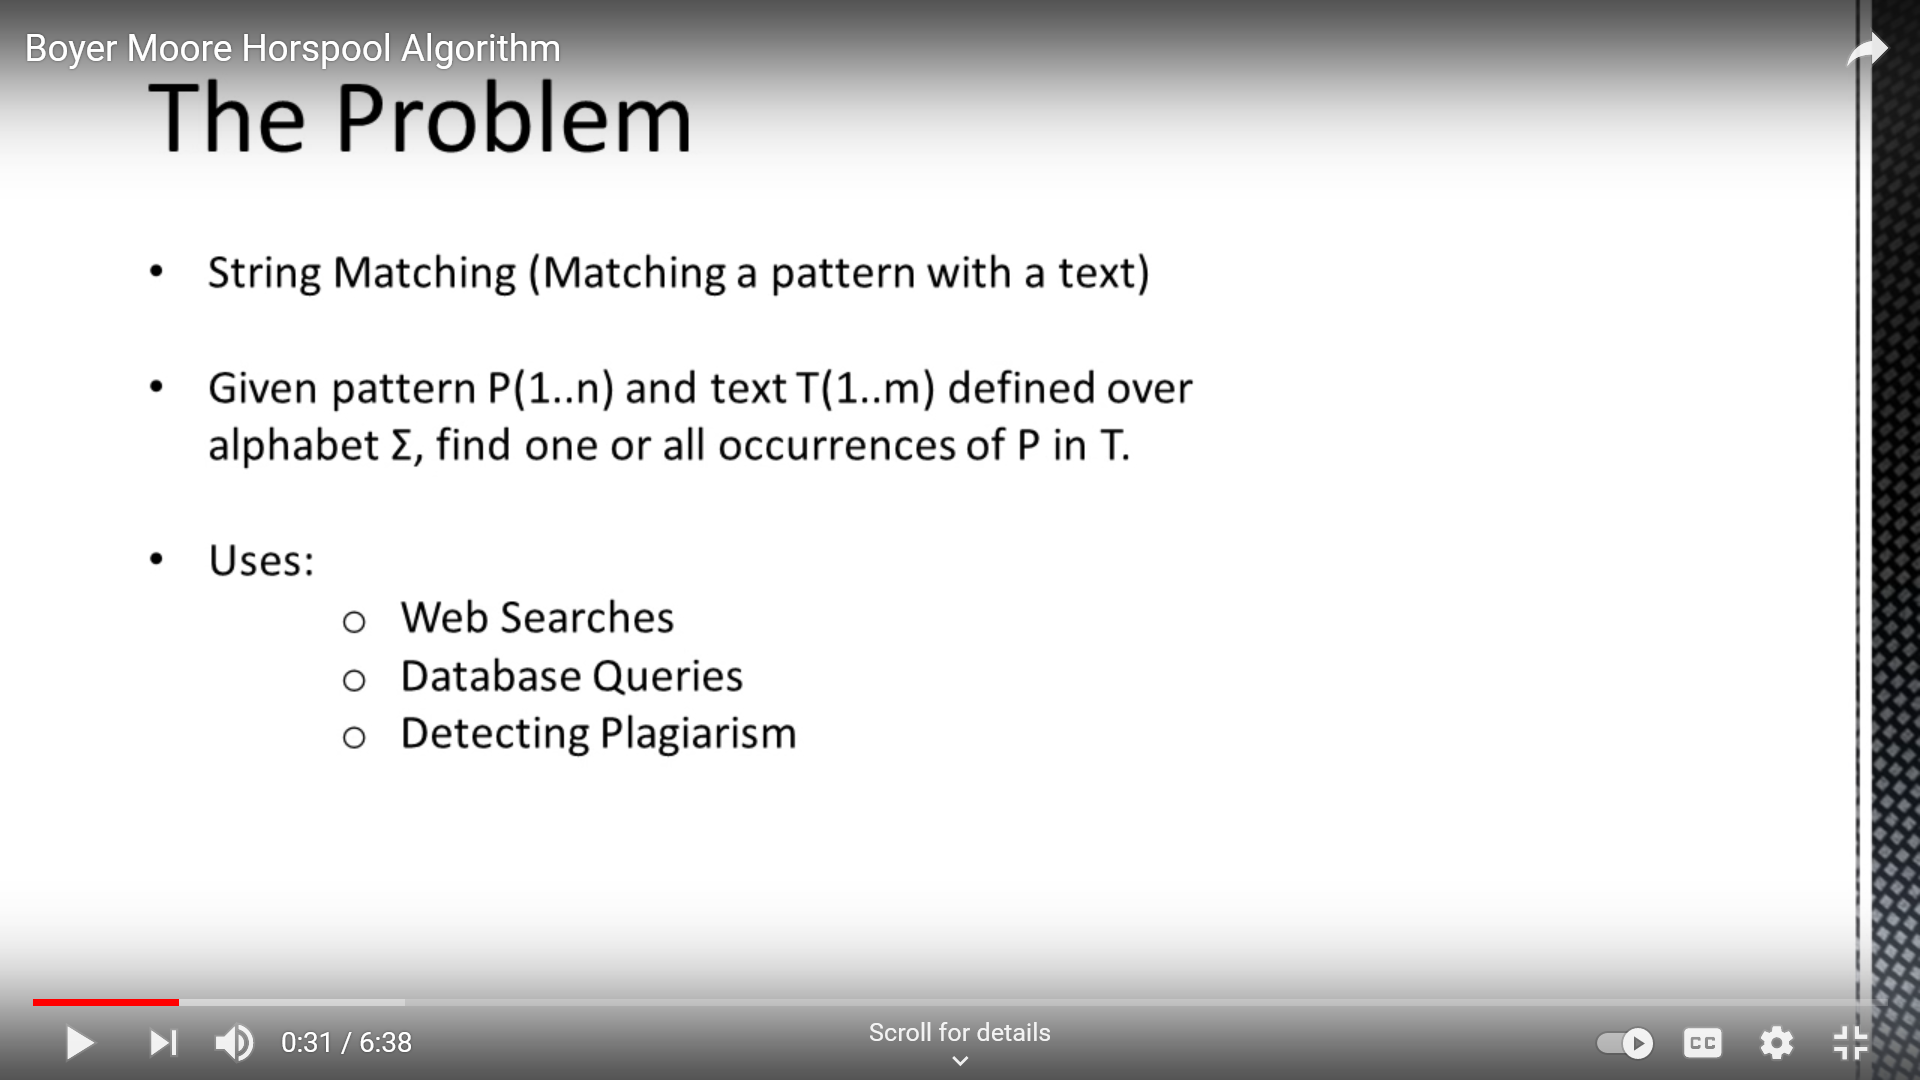 Boyer Moore Horspool Algorithm
The Problem
• String Matching (Matching a pattern with a text)
• Given pattern P(1..n) and text T(1..m) defined over
alphabet Σ, find one or all occurrences of P in T.
• Uses:
o Web Searches
o Database Queries
o Detecting Plagiarism
0:31 / 6:38
Scroll for details
CC